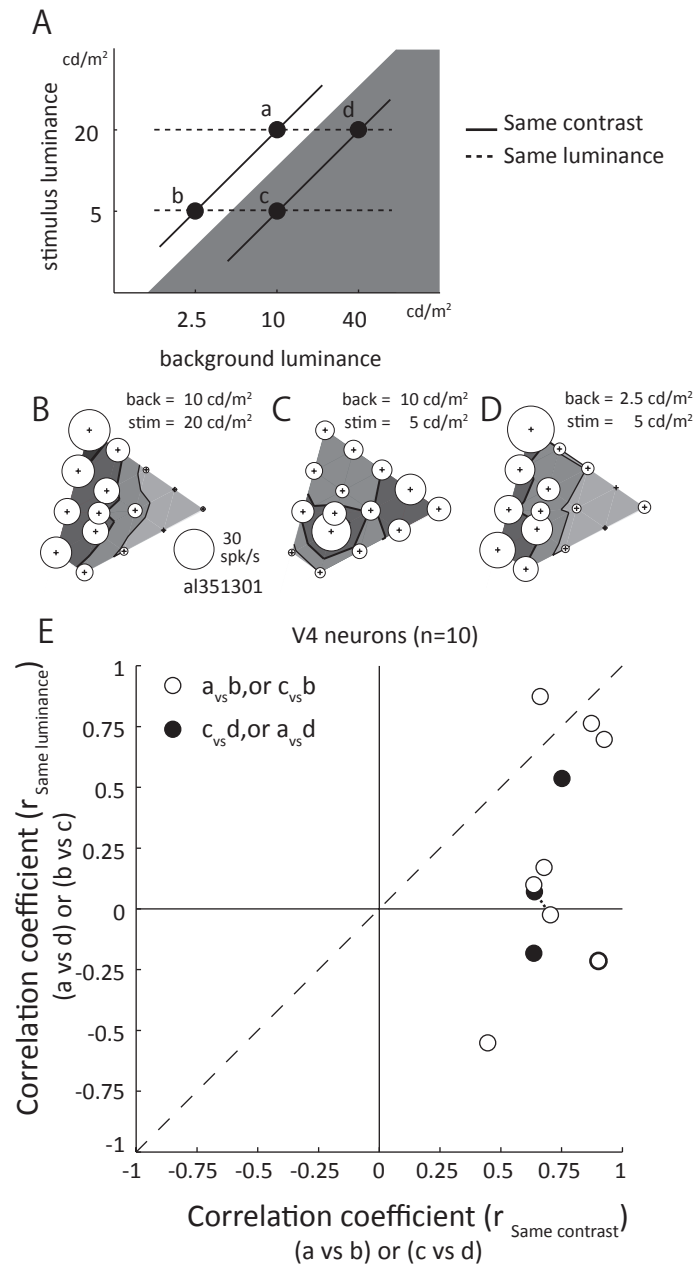 A
cd/m²
stimulus luminance
20
5
a
d
b
c
Same contrast
Same luminance
2.5
10
40
cd/m²
background luminance
B
back = 10 cd/m²
stim = 20 cd/m²
30
spk/s
al351301
C
back = 10 cd/m²
stim = 5 cd/m²
D
back = 2.5 cd/m²
stim = 5 cd/m²
E
V4 neurons (n=10)
a vs b,or c vs b
c vs d,or a vs d
Correlation coefficient (r Same luminance)
(a vs d) or (b vs c)
1
0.75
0.5
0.25
0
-0.25
-0.5
-0.75
-1
-1
-0.75
-0.5
-0.25
0
0.25
0.5
0.75
1
Correlation coefficient (r Same contrast)
(a vs b) or (c vs d)